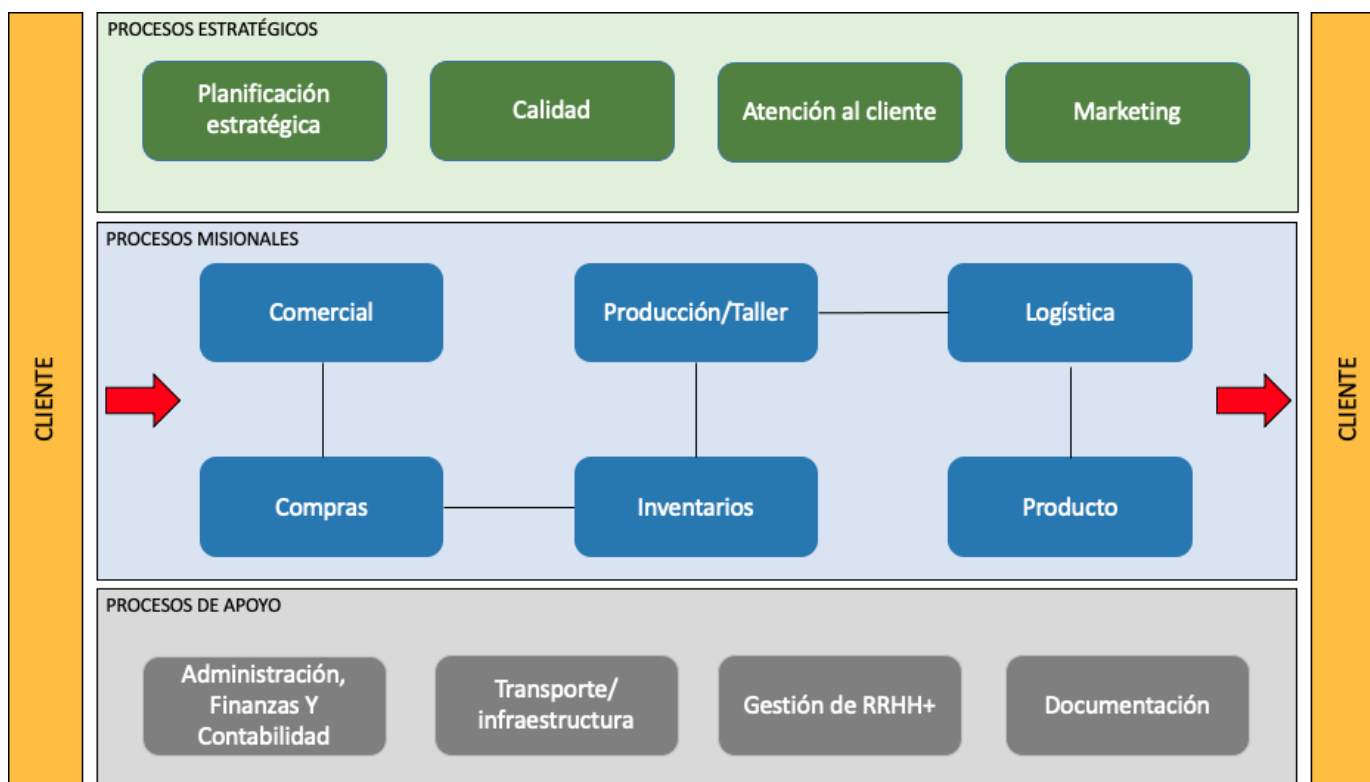 CLIENTE
PROCESOS ESTRATÉGICOS
Planificación
estratégica
Calidad
Atención al cliente
Marketing
PROCESOS MISIONALES
Comercial
Producción/Taller
Logística
Compras
Inventarios
Producto
PROCESOS DE APOYO
Administración,
Finanzas Y
Contabilidad
Transporte/
infraestructura
Gestión de RRHH+
Documentación
CLIENTE